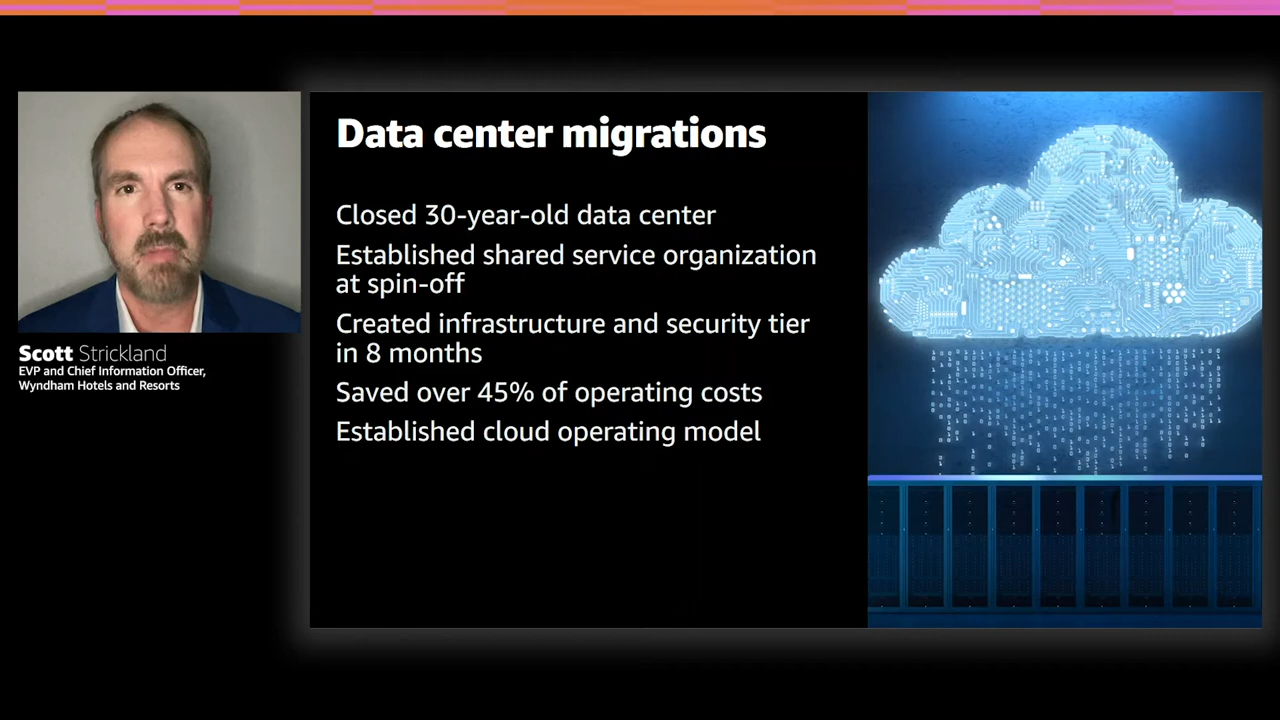 Data center migrations
Closed 30-year-old data center
Established shared service organization
at spin-off
Created infrastructure and security tier
in 8 months
Saved over 45% of operating costs
Established cloud operating model
Scott Strickland
EVP and Chief Information Officer,
Wyndham Hotels and Resorts